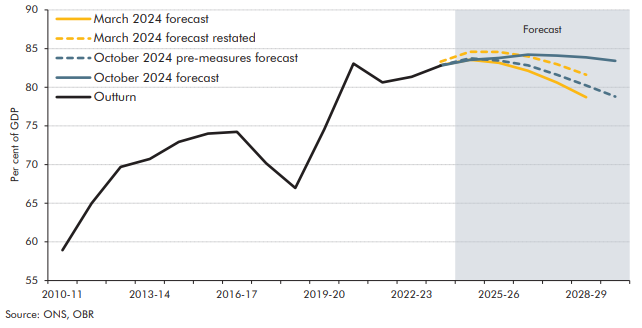 90
85
80
75
70
65
60
55
Per cent of GDP
March 2024 forecast
March 2024 forecast restated
October 2024 pre-measures forecast
October 2024 forecast
Outturn
Forecast
2010-11 2013-14 2016-17 2019-20 2022-23 2025-26 2028-29
Source: ONS, OBR